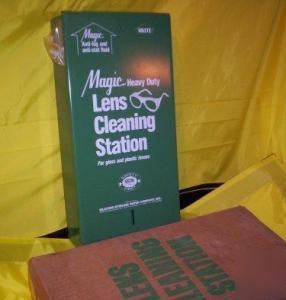 Magic
Anti-fog and
anti-stat fluid
WASTE
Magic Heavy Duty
Lens
Cleaning
Station
For glass and plastic lenses
LENS
CLEANING
STATION